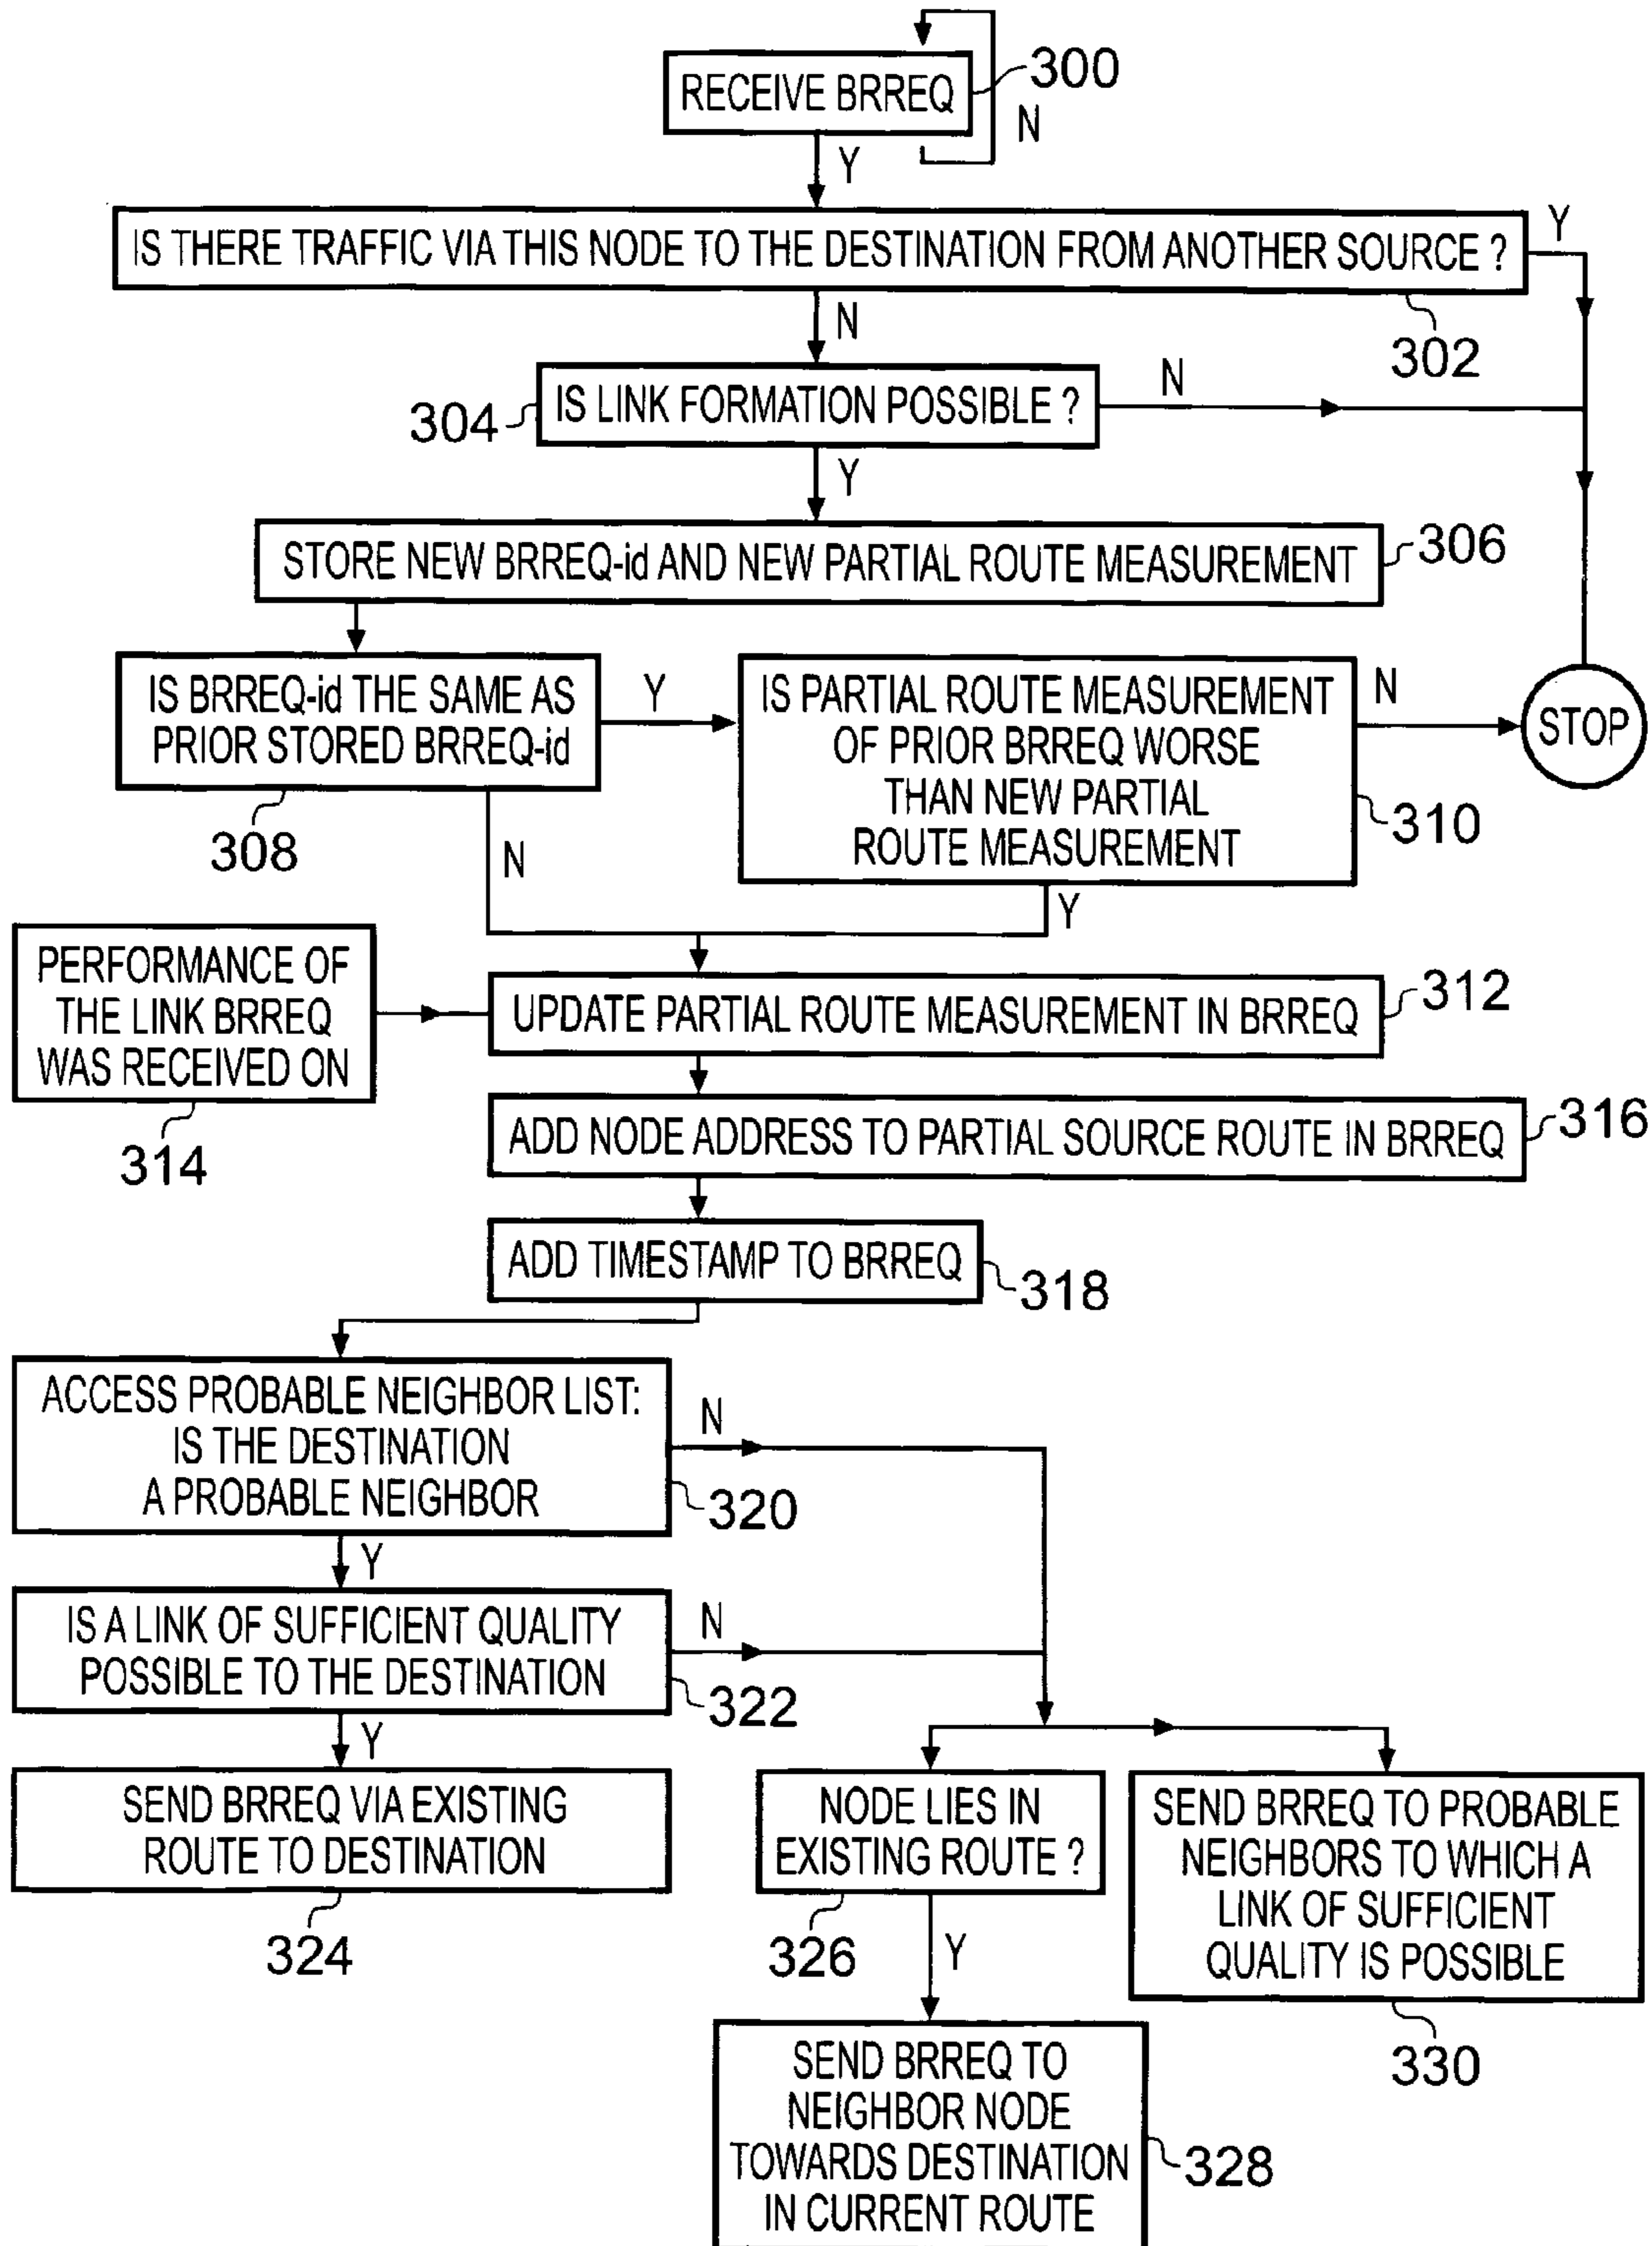 RECEIVE BRREQ
300
N
Y
IS THERE TRAFFIC VIA THIS NODE TO THE DESTINATION FROM ANOTHER SOURCE ?
Y
302
N
304
IS LINK FORMATION POSSIBLE ?
N
Y
STORE NEW BRREQ-id AND NEW PARTIAL ROUTE MEASUREMENT
306
IS BRREQ-id THE SAME AS
PRIOR STORED BRREQ-id
308
Y
N
IS PARTIAL ROUTE MEASUREMENT
OF PRIOR BRREQ WORSE
THAN NEW PARTIAL
ROUTE MEASUREMENT
310
N
Y
STOP
PERFORMANCE OF
THE LINK BRREQ
WAS RECEIVED ON
314
UPDATE PARTIAL ROUTE MEASUREMENT IN BRREQ
312
ADD NODE ADDRESS TO PARTIAL SOURCE ROUTE IN BRREQ
316
ADD TIMESTAMP TO BRREQ
318
ACCESS PROBABLE NEIGHBOR LIST:
IS THE DESTINATION
A PROBABLE NEIGHBOR
320
N
Y
IS A LINK OF SUFFICIENT QUALITY
POSSIBLE TO THE DESTINATION
322
N
Y
SEND BRREQ VIA EXISTING
ROUTE TO DESTINATION
324
NODE LIES IN
EXISTING ROUTE ?
326
Y
SEND BRREQ TO PROBABLE
NEIGHBORS TO WHICH A
LINK OF SUFFICIENT
QUALITY IS POSSIBLE
330
SEND BRREQ TO
NEIGHBOR NODE
TOWARDS DESTINATION
IN CURRENT ROUTE
328